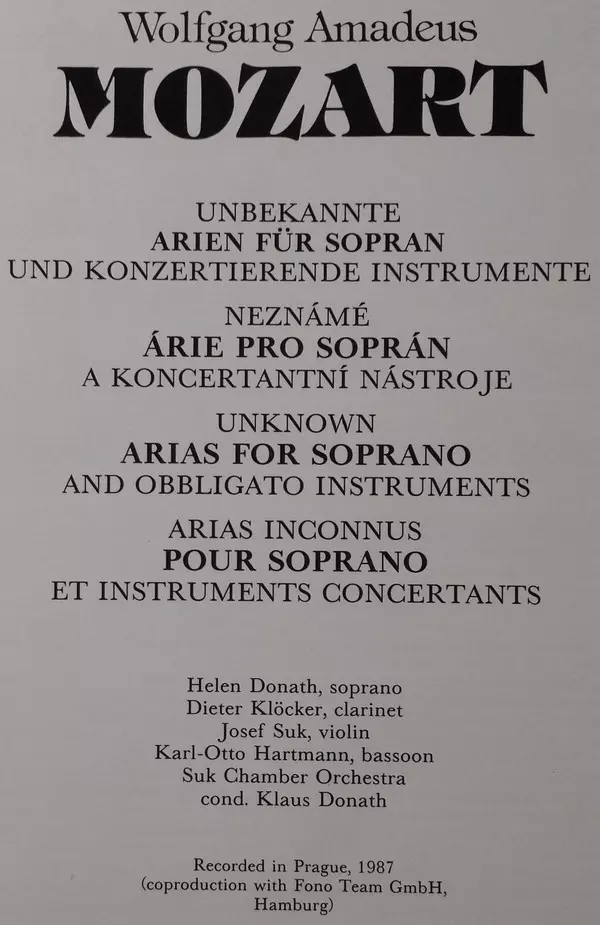 Wolfgang Amadeus
MOZART
UNBEKANNTE
ARIEN FÜR SOPRAN
UND KONZERTIERENDE INSTRUMENTE
NEZNÁMÉ
ÁRIE PRO SOPRÁN
A KONCERTANTNÍ NÁSTROJE
UNKNOWN
ARIAS FOR SOPRANO
AND OBBLIGATO INSTRUMENTS
ARIAS INCONNUS
POUR SOPRANO
ET INSTRUMENTS CONCERTANTS
Helen Donath, soprano
Dieter Klöcker, clarinet
Josef Suk, violin
Karl-Otto Hartmann, bassoon
Suk Chamber Orchestra
cond. Klaus Donath
Recorded in Prague, 1987
(coproduction with Fono Team GmbH,
Hamburg)